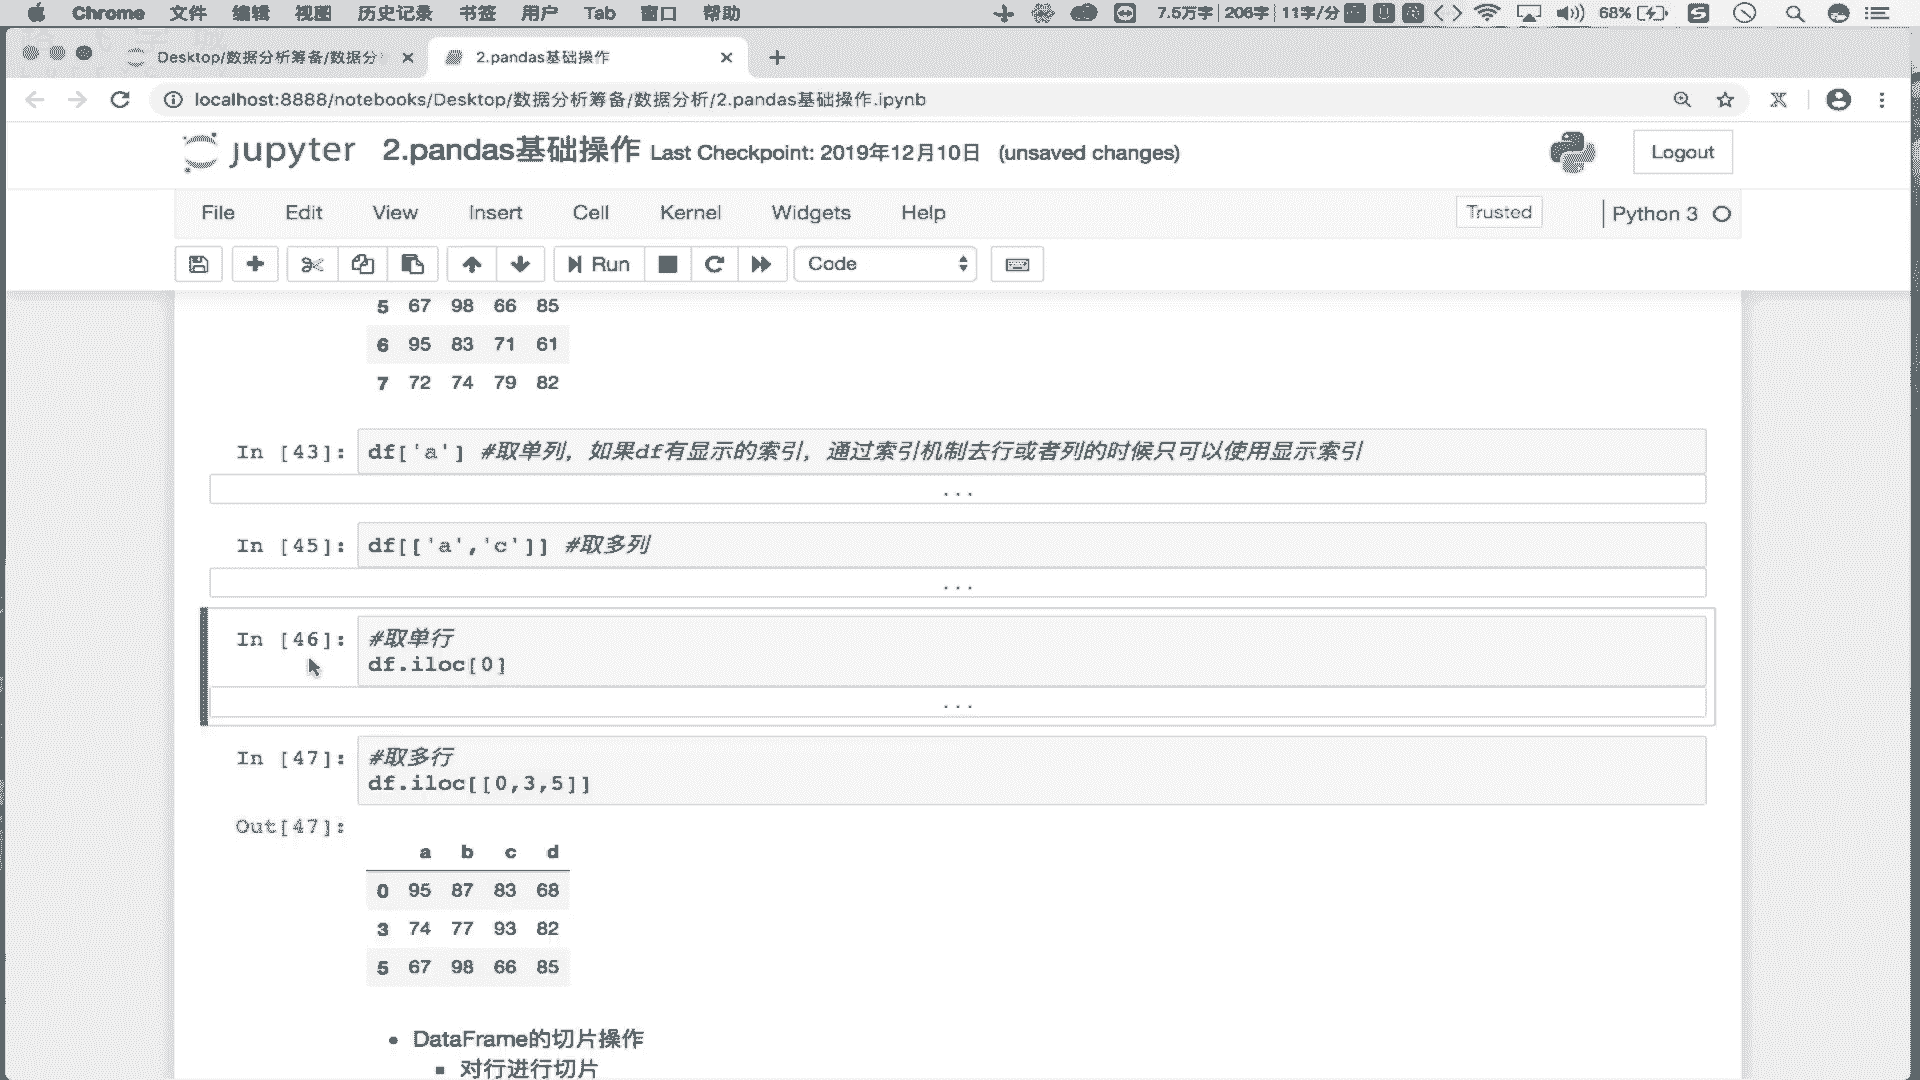 Chrome 文件 编辑 视图 历史记录 书签 用户 Tab 窗口 帮助 7.5万字 206字 11字/分 68%
Desktop/数据分析筹备/数据分 2.pandas基础操作
localhost:8888/notebooks/Desktop/数据分析筹备/数据分析/2.pandas基础操作.ipynb
jupyter 2.pandas基础操作 Last Checkpoint: 2019年12月10日 (unsaved changes) Logout
File Edit View Insert Cell Kernel Widgets Help Trusted Python 3
Run Code
5 67 98 66 85
6 95 83 71 61
7 72 74 79 82
In [43]: df['a'] #取单列，如果df有显示的索引，通过索引机制去行或者列的时候只可以使用显示索引
...
In [45]: df[['a','c']] #取多列
...
In [46]: #取单行
df.iloc[0]
...
In [47]: #取多行
df.iloc[[0,3,5]]
Out[47]:
a b c d
0 95 87 83 68
3 74 77 93 82
5 67 98 66 85
• DataFrame的切片操作
▪ 对行进行切片